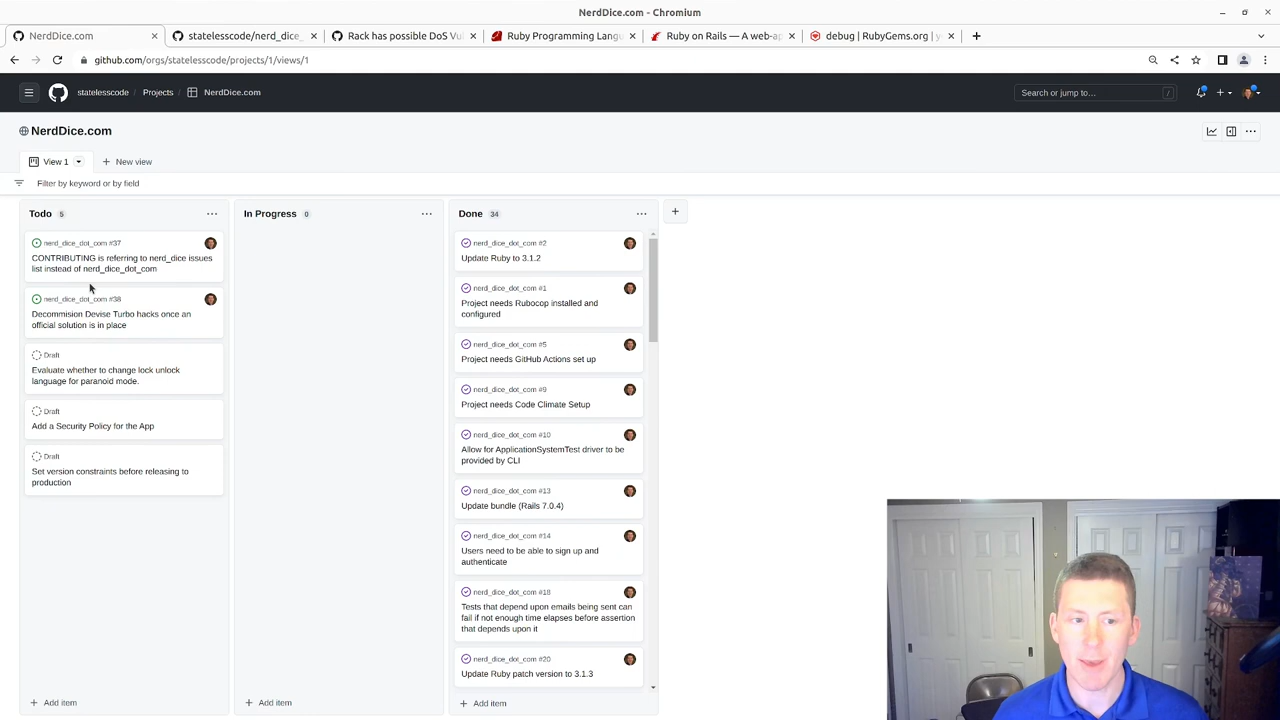 NerdDice.com - Chromium
NerdDice.com
statelesscode/nerd_dice_
Rack has possible DoS Vul
Ruby Programming Langu
Ruby on Rails — A web-ap
debug | RubyGems.org | y
github.com/orgs/statelesscode/projects/1/views/1
statelesscode / Projects / NerdDice.com
Search or jump to… /
NerdDice.com
View 1
New view
Filter by keyword or by field
Todo 5
nerd_dice_dot_com #37
CONTRIBUTING is referring to nerd_dice issues
list instead of nerd_dice_dot_com
nerd_dice_dot_com #38
Decommision Devise Turbo hacks once an
official solution is in place
Draft
Evaluate whether to change lock unlock
language for paranoid mode.
Draft
Add a Security Policy for the App
Draft
Set version constraints before releasing to
production
Add item
In Progress 0
Add item
Done 34
nerd_dice_dot_com #2
Update Ruby to 3.1.2
nerd_dice_dot_com #1
Project needs Rubocop installed and
configured
nerd_dice_dot_com #5
Project needs GitHub Actions set up
nerd_dice_dot_com #9
Project needs Code Climate Setup
nerd_dice_dot_com #10
Allow for ApplicationSystemTest driver to be
provided by CLI
nerd_dice_dot_com #13
Update bundle (Rails 7.0.4)
nerd_dice_dot_com #14
Users need to be able to sign up and
authenticate
nerd_dice_dot_com #18
Tests that depend upon emails being sent can
fail if not enough time elapses before assertion
that depends upon it
nerd_dice_dot_com #20
Update Ruby patch version to 3.1.3
Add item